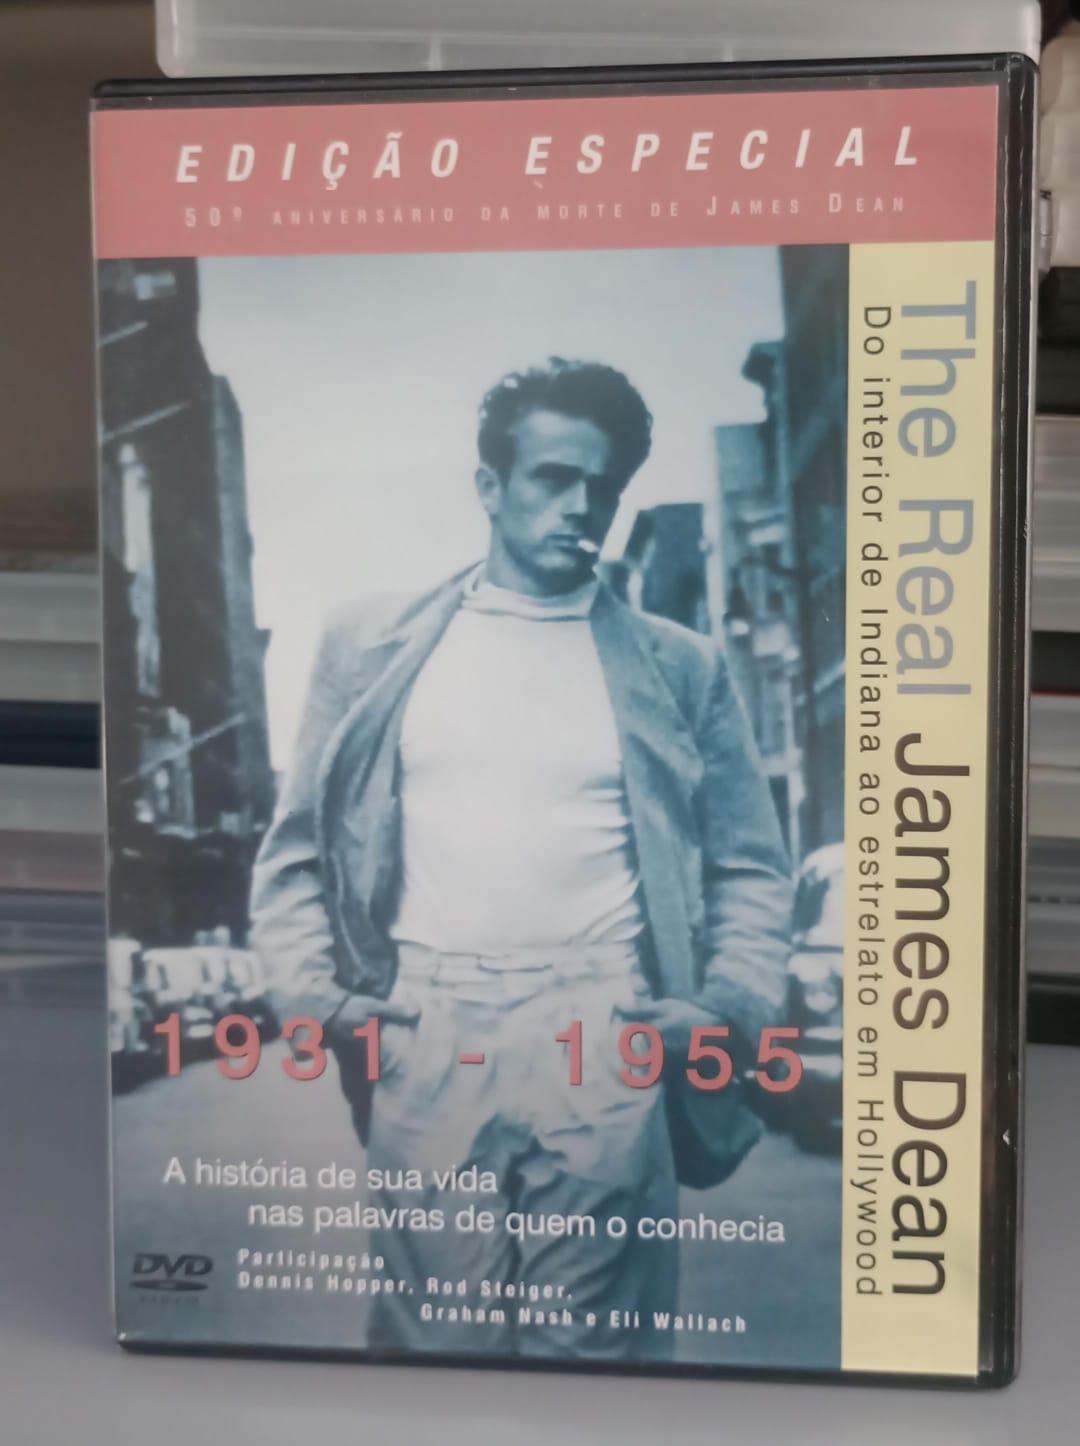 EDIÇÃO ESPECIAL
50º ANIVERSÁRIO DA MORTE DE JAMES DEAN
The Real James Dean
Do interior de Indiana ao estrelato em Hollywood
1931 - 1955
A história de sua vida
nas palavras de quem o conhecia
DVD
VIDEO
Participação
Dennis Hopper, Rod Steiger,
Graham Nash e Eli Wallach